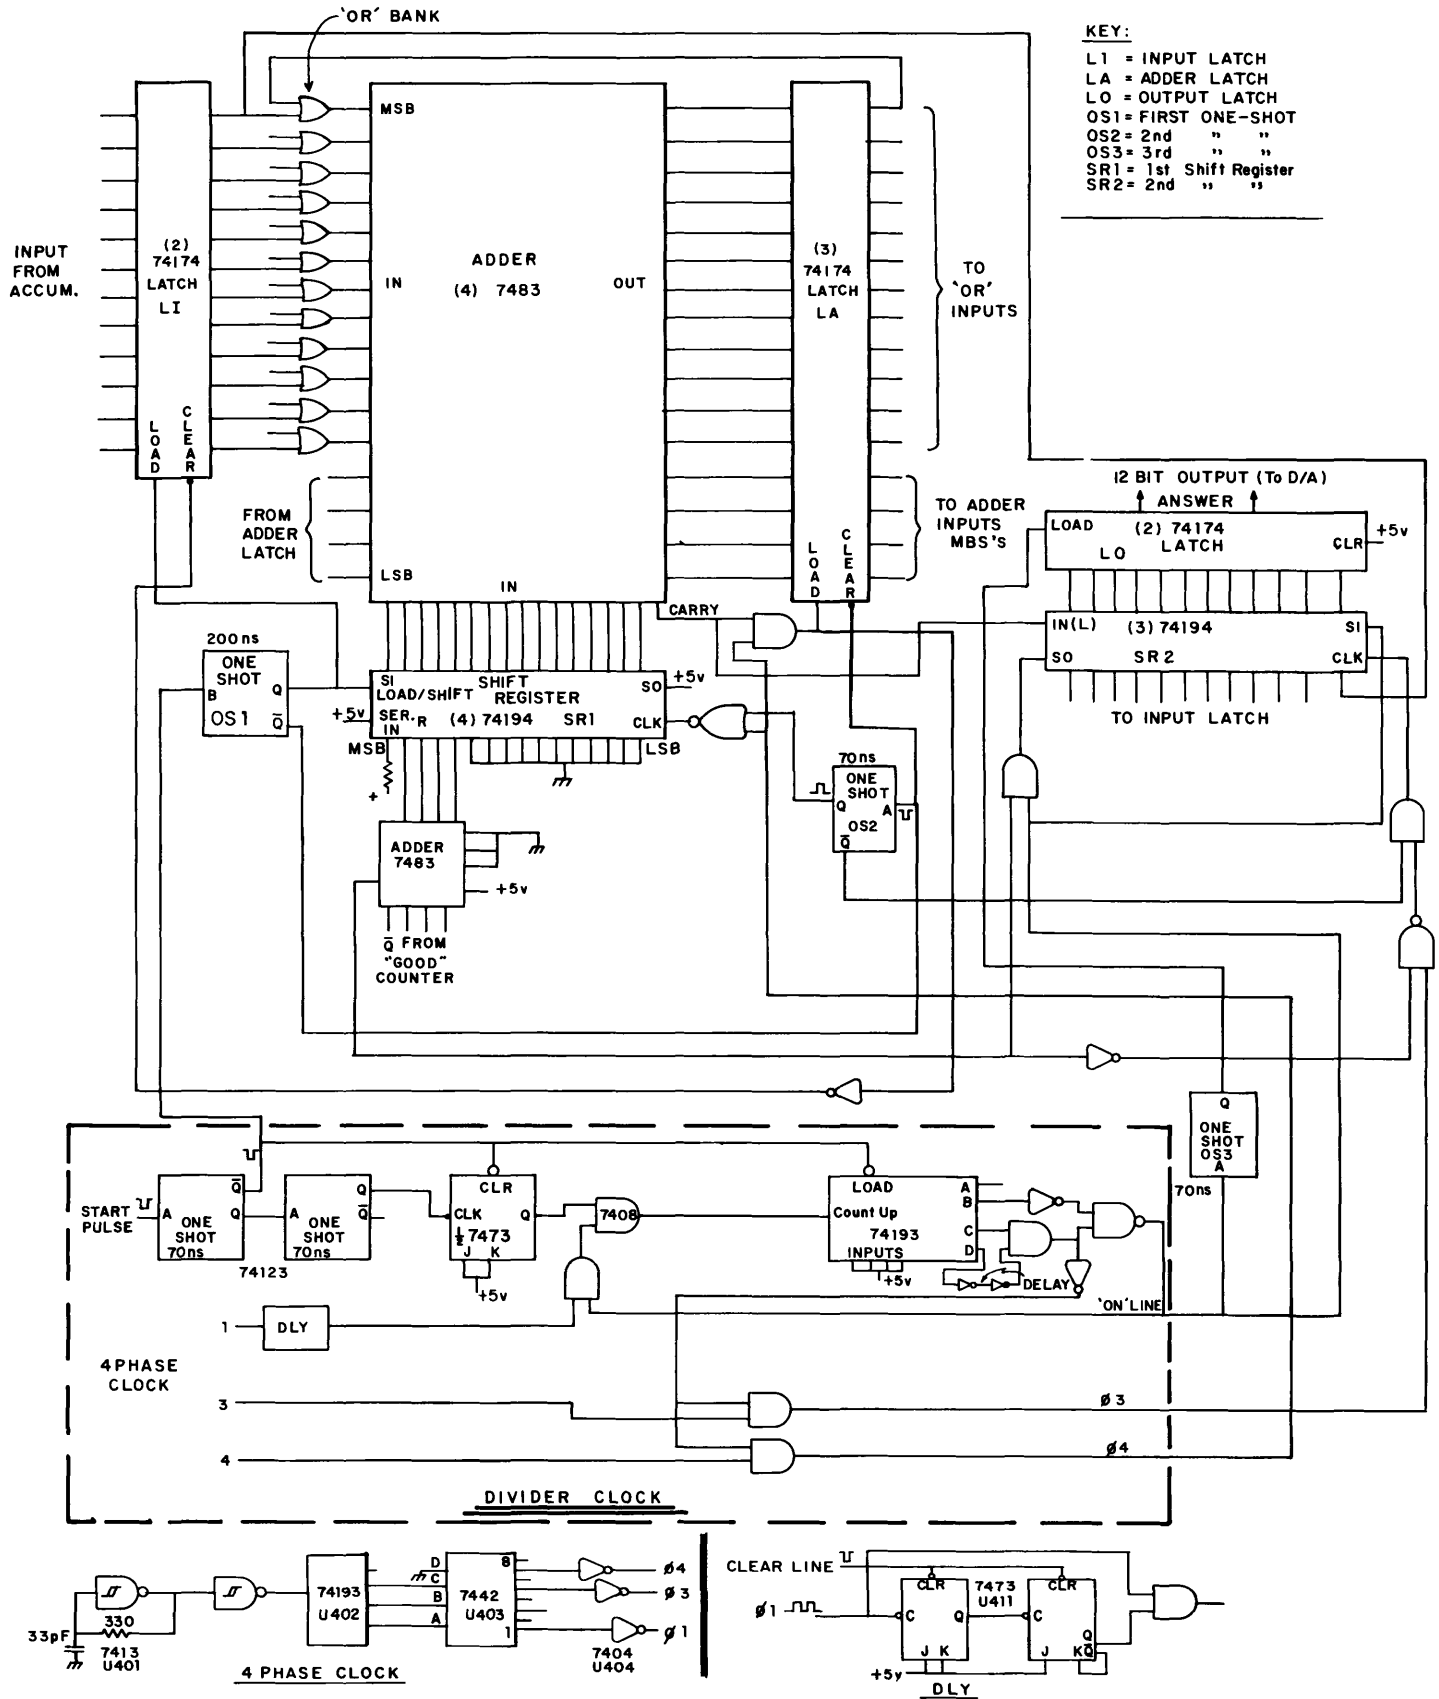 'OR' BANK
KEY:
L1 = INPUT LATCH
LA = ADDER LATCH
LO = OUTPUT LATCH
OS1 = FIRST ONE-SHOT
OS2 = 2nd " "
OS3 = 3rd " "
SR1 = 1st Shift Register
SR2 = 2nd " "
MSB
INPUT
FROM
ACCUM.
(2)
74174
LATCH
LI
LOAD
CLEAR
ADDER
(4) 7483
IN
OUT
(3)
74174
LATCH
LA
LOAD
CLEAR
TO
'OR'
INPUTS
FROM
ADDER
LATCH
LSB
IN
TO ADDER
INPUTS
MBS'S
12 BIT OUTPUT (To D/A)
ANSWER
LOAD
(2) 74174
LO
LATCH
CLR
+5v
CARRY
IN(L)
(3) 74194
SI
SO
SR2
CLK
TO INPUT LATCH
200ns
ONE
SHOT
B
Q
OS1
Q̅
SI
SHIFT
LOAD/SHIFT
REGISTER
SO
+5v
+5v
SER.
IN
R
(4) 74194
SR1
CLK
MSB
LSB
+
70ns
ONE
SHOT
Q
A
OS2
Q̅
ADDER
7483
+5v
Q̅ FROM
"GOOD"
COUNTER
Q
ONE
SHOT
OS3
A
70ns
START
PULSE
A
Q̅
Q
ONE
SHOT
70ns
A
Q
Q̅
ONE
SHOT
70ns
74123
CLR
CLK
Q
½ 7473
J K
+5v
7408
LOAD
Count Up
74193
INPUTS
A
B
C
D
+5v
DELAY
'ON' LINE
1
DLY
4 PHASE
CLOCK
3
ø3
4
ø4
DIVIDER CLOCK
33pF
330
7413
U401
74193
U402
D
C
B
A
8
7442
U403
1
ø4
ø3
ø1
7404
U404
4 PHASE CLOCK
CLEAR LINE
ø1
CLR
7473
U411
CLR
C
Q
C
Q
J K
J
K
Q̅
+5v
DLY